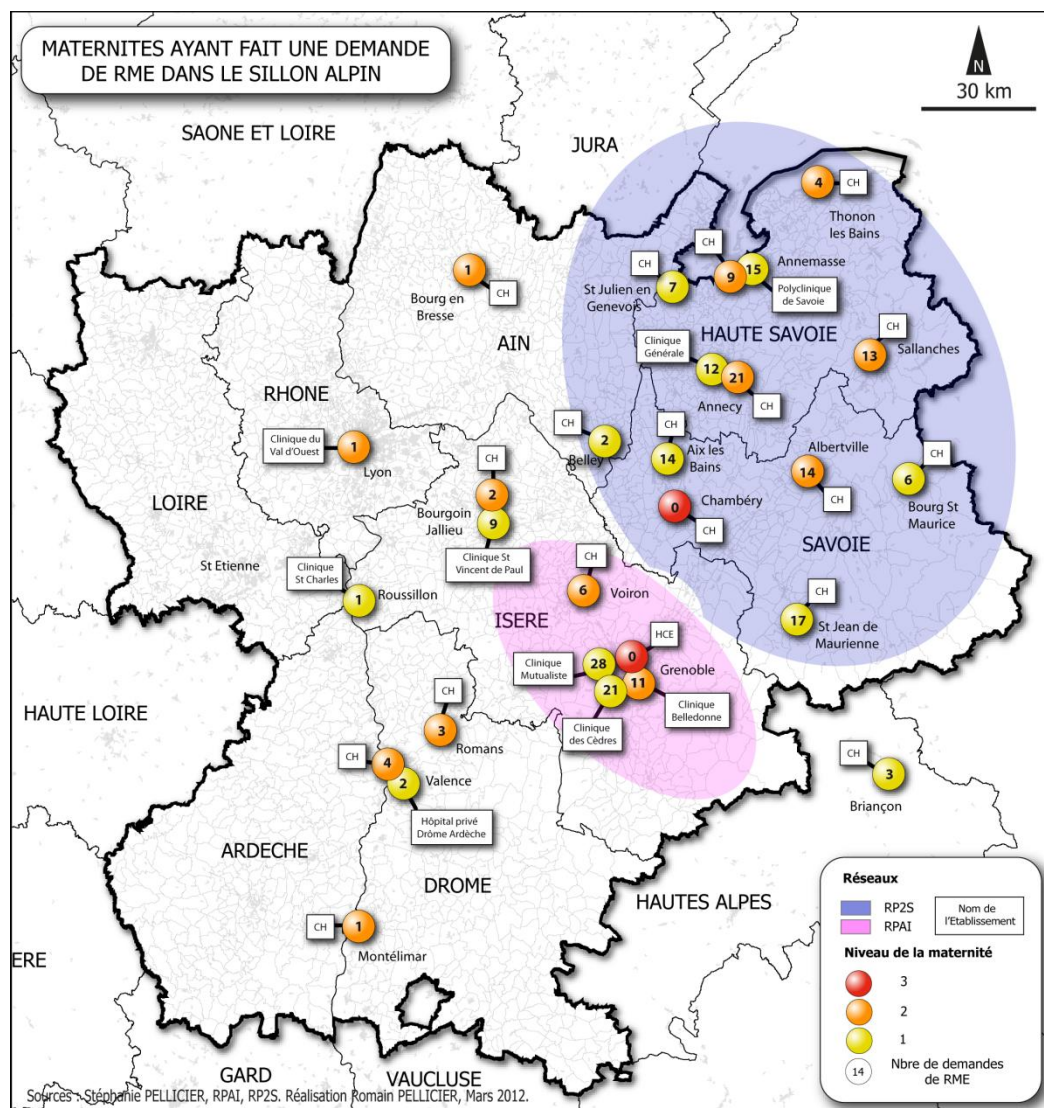 MATERNITES AYANT FAIT UNE DEMANDE
DE RME DANS LE SILLON ALPIN
N
30 km
SAONE ET LOIRE
JURA
4
CH
Thonon
les Bains
CH
CH
15
Annemasse
9
7
St Julien en
Genevois
Polyclinique
de Savoie
1
CH
Bourg en
Bresse
AIN
HAUTE SAVOIE
CH
13
Sallanches
Clinique
Générale
12
21
Annecy
CH
RHONE
Clinique du
Val d'Ouest
1
Lyon
CH
2
Belley
CH
14
Aix les
Bains
Albertville
14
CH
CH
6
Bourg St
Maurice
CH
2
Bourgoin
Jallieu
9
Clinique St
Vincent de Paul
0
Chambéry
CH
LOIRE
SAVOIE
St Etienne
Clinique
St Charles
1
Roussillon
CH
6
Voiron
CH
17
St Jean de
Maurienne
ISERE
HCE
0
Grenoble
Clinique
Mutualiste
28
21
11
Clinique
Belledonne
Clinique
des Cèdres
HAUTE LOIRE
CH
3
Romans
CH
4
2
Valence
Hôpital privé
Drôme Ardèche
CH
3
Briançon
ARDECHE
DROME
HAUTES ALPES
CH
1
Montélimar
ERE
GARD
VAUCLUSE
Réseaux
RP2S
RPAI
Nom de
l'Etablissement
Niveau de la maternité
3
2
1
14
Nbre de demandes
de RME
Sources : Stéphanie PELLICIER, RPAI, RP2S. Réalisation Romain PELLICIER, Mars 2012.